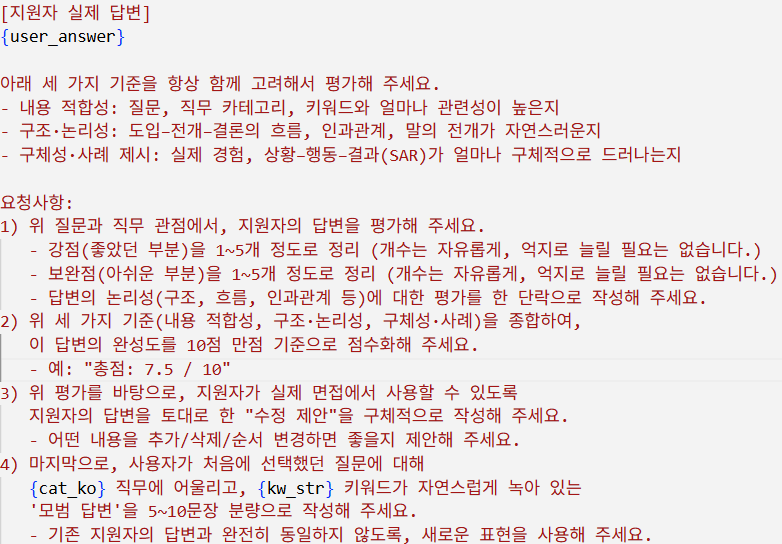 [지원자 실제 답변]
{user_answer}
아래 세 가지 기준을 항상 함께 고려해서 평가해 주세요.
- 내용 적합성: 질문, 직무 카테고리, 키워드와 얼마나 관련성이 높은지
- 구조·논리성: 도입–전개–결론의 흐름, 인과관계, 말의 전개가 자연스러운지
- 구체성·사례 제시: 실제 경험, 상황–행동–결과(SAR)가 얼마나 구체적으로 드러나는지
요청사항:
1) 위 질문과 직무 관점에서, 지원자의 답변을 평가해 주세요.
- 강점(좋았던 부분)을 1~5개 정도로 정리 (개수는 자유롭게, 억지로 늘릴 필요는 없습니다.)
- 보완점(아쉬운 부분)을 1~5개 정도로 정리 (개수는 자유롭게, 억지로 늘릴 필요는 없습니다.)
- 답변의 논리성(구조, 흐름, 인과관계 등)에 대한 평가를 한 단락으로 작성해 주세요.
2) 위 세 가지 기준(내용 적합성, 구조·논리성, 구체성·사례)을 종합하여,
이 답변의 완성도를 10점 만점 기준으로 점수화해 주세요.
- 예: "총점: 7.5 / 10"
3) 위 평가를 바탕으로, 지원자가 실제 면접에서 사용할 수 있도록
지원자의 답변을 토대로 한 "수정 제안"을 구체적으로 작성해 주세요.
- 어떤 내용을 추가/삭제/순서 변경하면 좋을지 제안해 주세요.
4) 마지막으로, 사용자가 처음에 선택했던 질문에 대해
{cat_ko} 직무에 어울리고, {kw_str} 키워드가 자연스럽게 녹아 있는
'모범 답변'을 5~10문장 분량으로 작성해 주세요.
- 기존 지원자의 답변과 완전히 동일하지 않도록, 새로운 표현을 사용해 주세요.